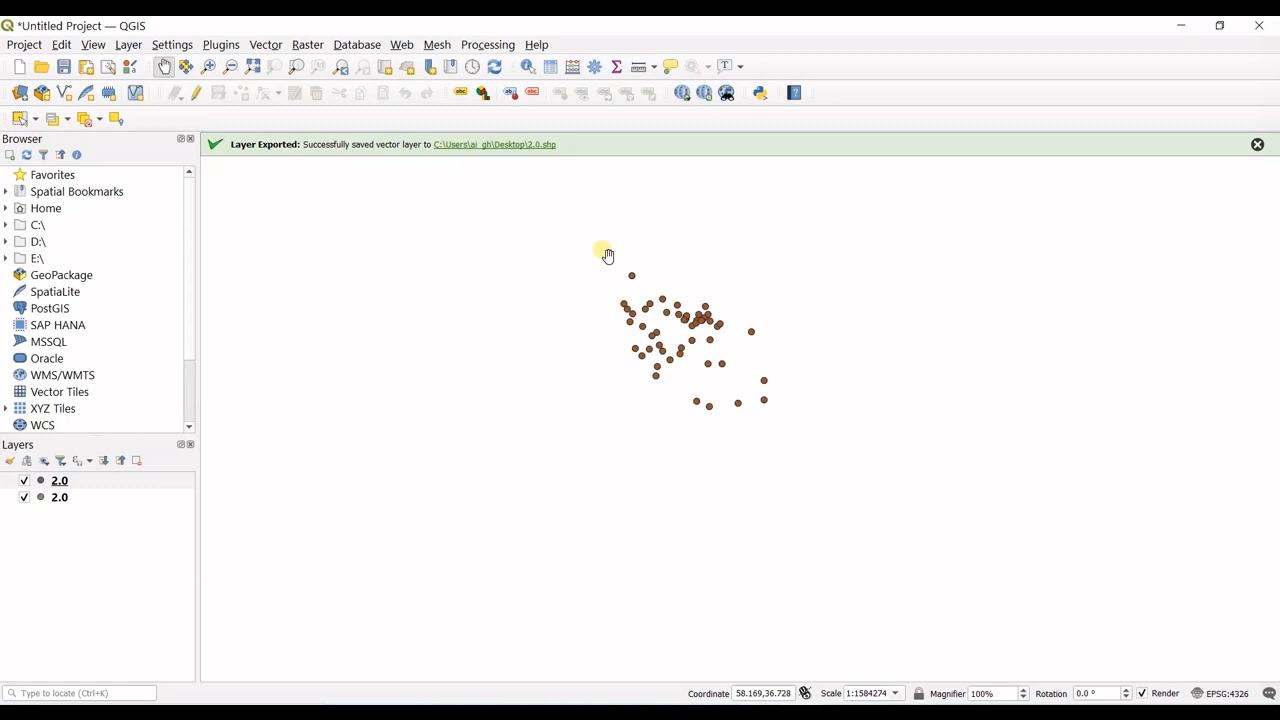 *Untitled Project — QGIS
Project Edit View Layer Settings Plugins Vector Raster Database Web Mesh Processing Help
Browser
Layer Exported: Successfully saved vector layer to C:\Users\ai_gh\Desktop\2.0.shp
Favorites
Spatial Bookmarks
Home
C:\
D:\
E:\
GeoPackage
SpatiaLite
PostGIS
SAP HANA
MSSQL
Oracle
WMS/WMTS
Vector Tiles
XYZ Tiles
WCS
Layers
2.0
2.0
Type to locate (Ctrl+K)
Coordinate 58.169,36.728 Scale 1:1584274 Magnifier 100% Rotation 0.0 ° Render EPSG:4326